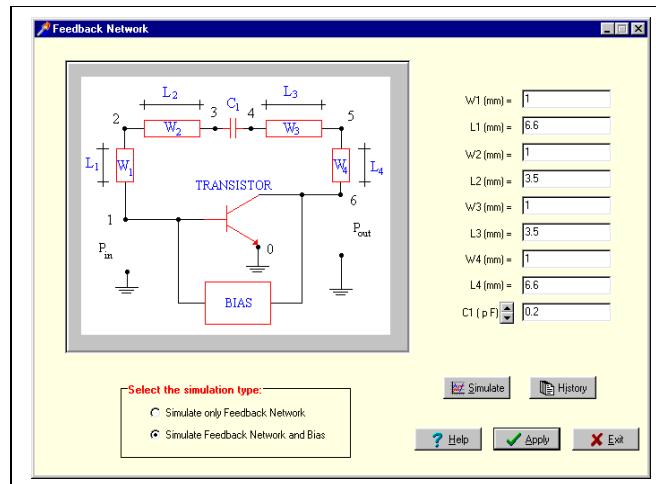 Feedback Network
L2
L3
C1
2
3
4
5
W2
W3
L1
W1
W4
L4
TRANSISTOR
1
6
Pin
0
Pout
BIAS
W1 (mm) = 1
L1 (mm) = 6.6
W2 (mm) = 1
L2 (mm) = 3.5
W3 (mm) = 1
L3 (mm) = 3.5
W4 (mm) = 1
L4 (mm) = 6.6
C1 ( p F) 0.2
Select the simulation type:
Simulate only Feedback Network
Simulate Feedback Network and Bias
Simulate
History
Help
Apply
Exit